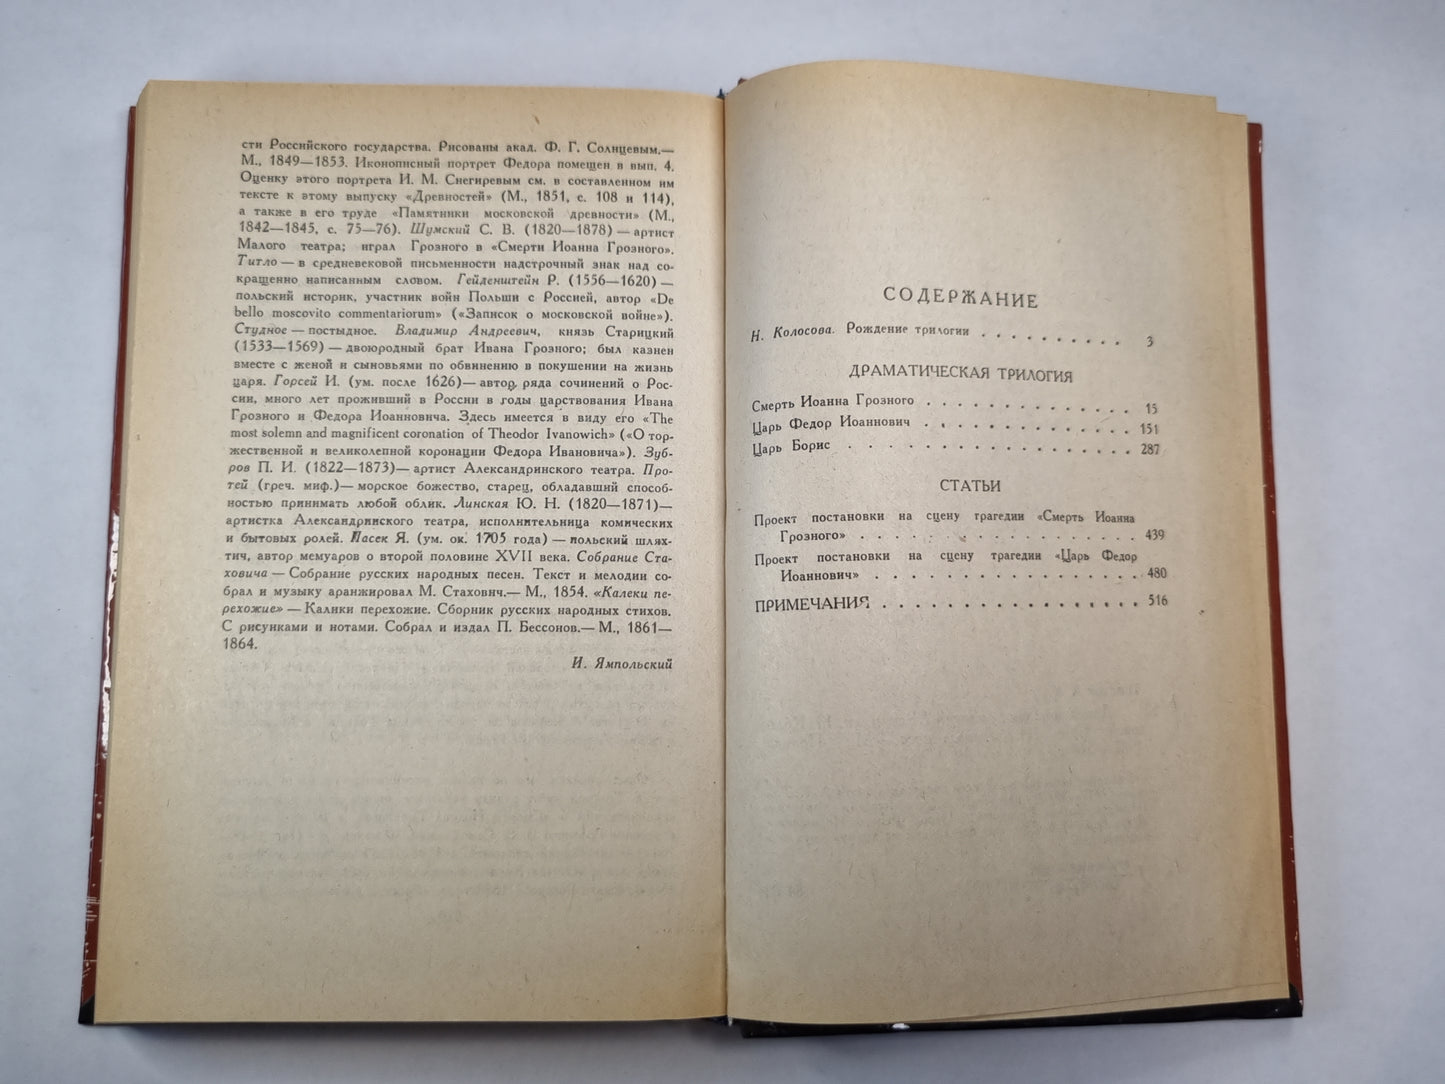 сти Российского государства. Рисованы акад. Ф. Г. Солнцевым.—
М., 1849—1853. Иконописный портрет Федора помещен в вып. 4.
Оценку этого портрета И. М. Снегиревым см. в составленном им
тексте к этому выпуску «Древностей» (М., 1851, с. 108 и 114),
а также в его труде «Памятники московской древности» (М.,
1842—1845, с. 75—76). Шумский С. В. (1820—1878) — артист
Малого театра; играл Грозного в «Смерти Иоанна Грозного».
Титло — в средневековой письменности надстрочный знак над со-
кращенно написанным словом. Гейденштейн Р. (1556—1620) —
польский историк, участник войн Польши с Россией, автор «De
bello moscovito commentariorum» («Записок о московской войне»).
Студное — постыдное. Владимир Андреевич, князь Старицкий
(1533—1569) — двоюродный брат Ивана Грозного; был казнен
вместе с женой и сыновьями по обвинению в покушении на жизнь
царя. Горсей И. (ум. после 1626)— автор ряда сочинений о Рос-
сии, много лет проживший в России в годы царствования Ивана
Грозного и Федора Иоанновича. Здесь имеется в виду его «The
most solemn and magnificent coronation of Theodor Ivanowich» («О тор-
жественной и великолепной коронации Федора Ивановича»). Зуб-
ров П. И. (1822—1873)— артист Александринского театра. Про-
тей (греч. миф.)— морское божество, старец, обладавший способ-
ностью принимать любой облик. Линская Ю. Н. (1820—1871)—
артистка Александринского театра, исполнительница комических
и бытовых ролей. Пасек Я. (ум. ок. 1705 года) — польский шлях-
тич, автор мемуаров о второй половине XVII века. Собрание Ста-
ховича — Собрание русских народных песен. Текст и мелодии со-
брал и музыку аранжировал М. Стахович.— М., 1854. «Калеки пе-
рехожие» — Калики перехожие. Сборник русских народных стихов.
С рисунками и нотами. Собрал и издал П. Бессонов.— М., 1861—
1864.
И. Ямпольский
СОДЕРЖАНИЕ
Н. Колосова. Рождение трилогии . . . . . . . . . . 3
ДРАМАТИЧЕСКАЯ ТРИЛОГИЯ
Смерть Иоанна Грозного . . . . . . . . . . . . 15
Царь Федор Иоаннович . . . . . . . . . . . . 151
Царь Борис . . . . . . . . . . . . . . . . 287
СТАТЬИ
Проект постановки на сцену трагедии «Смерть Иоанна
Грозного» . . . . . . . . . . . . . . . . 439
Проект постановки на сцену трагедии «Царь Федор
Иоаннович» . . . . . . . . . . . . . . . 480
ПРИМЕЧАНИЯ . . . . . . . . . . . . . . . 516